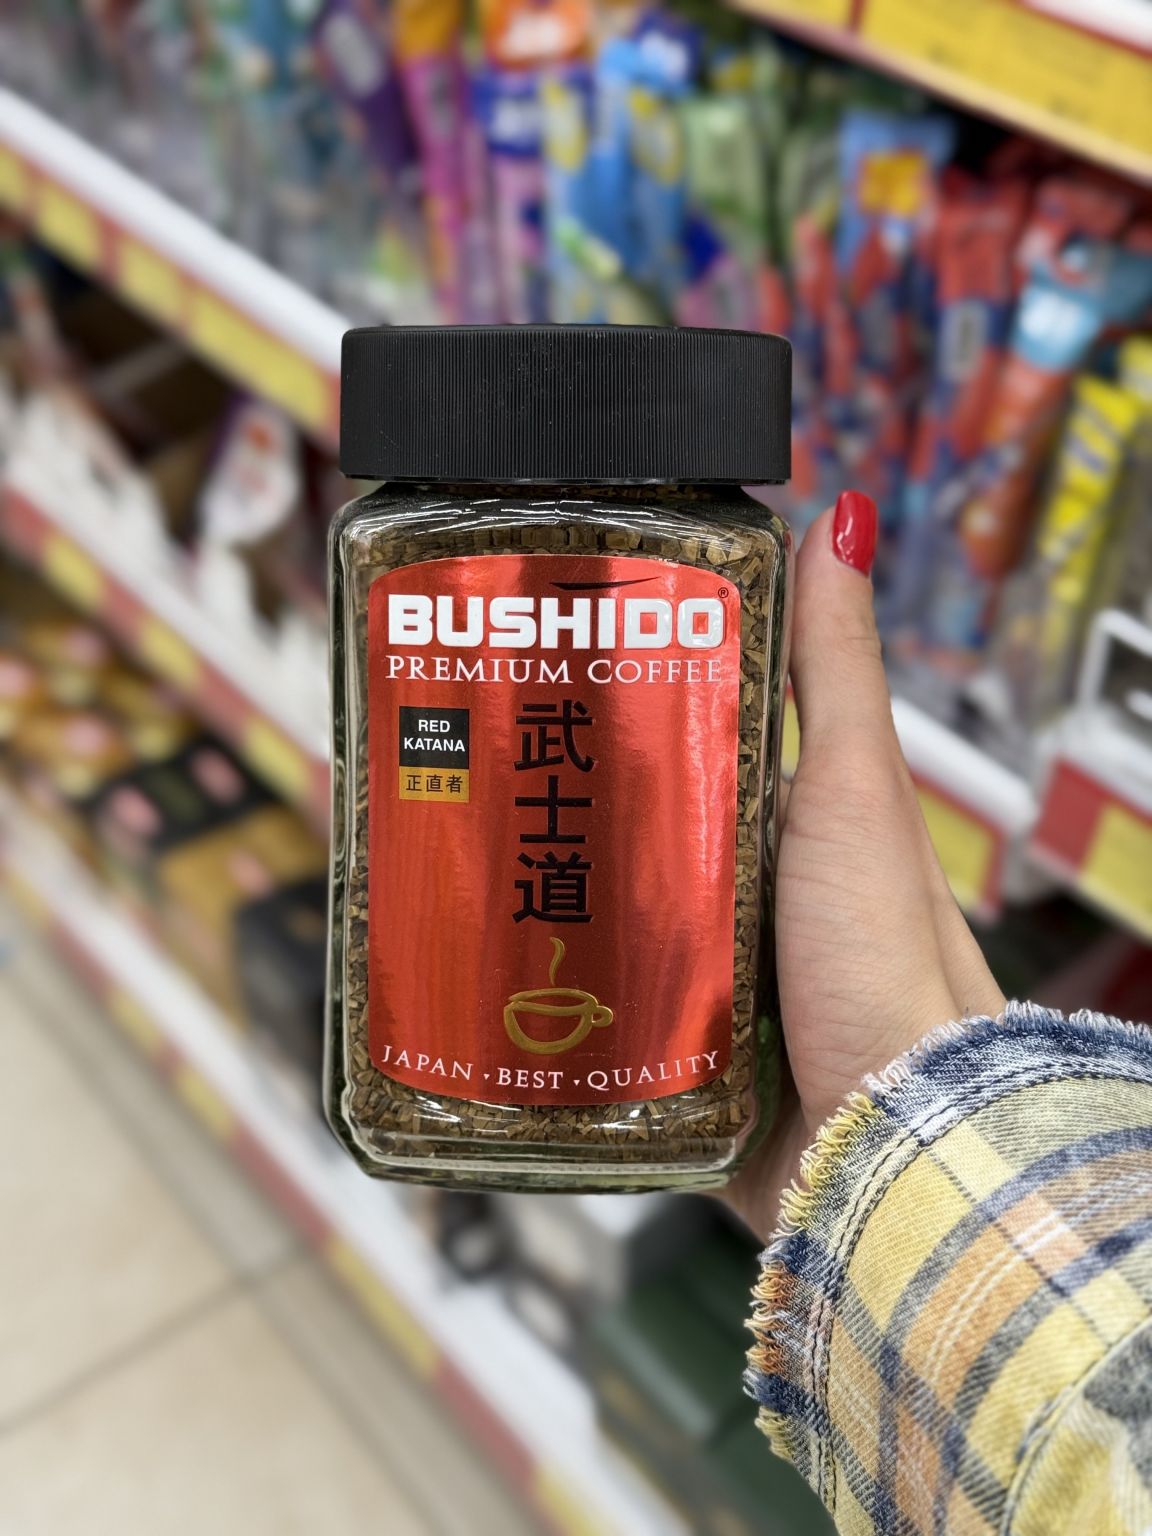 BUSHIDO®
PREMIUM COFFEE
RED
KATANA
正直者
武
士
道
JAPAN ▾ BEST ▾ QUALITY